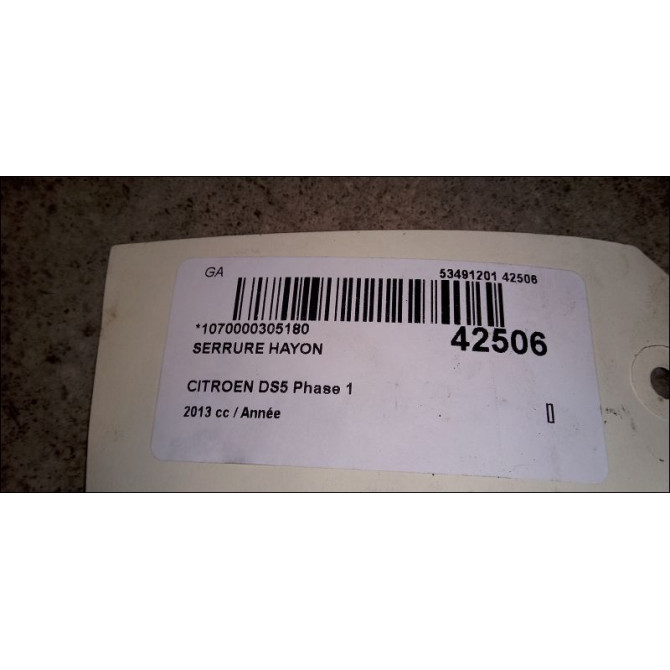 GA
53491201 42506
*1070000305180
42506
SERRURE HAYON
CITROEN DS5 Phase 1
2013 cc / Année